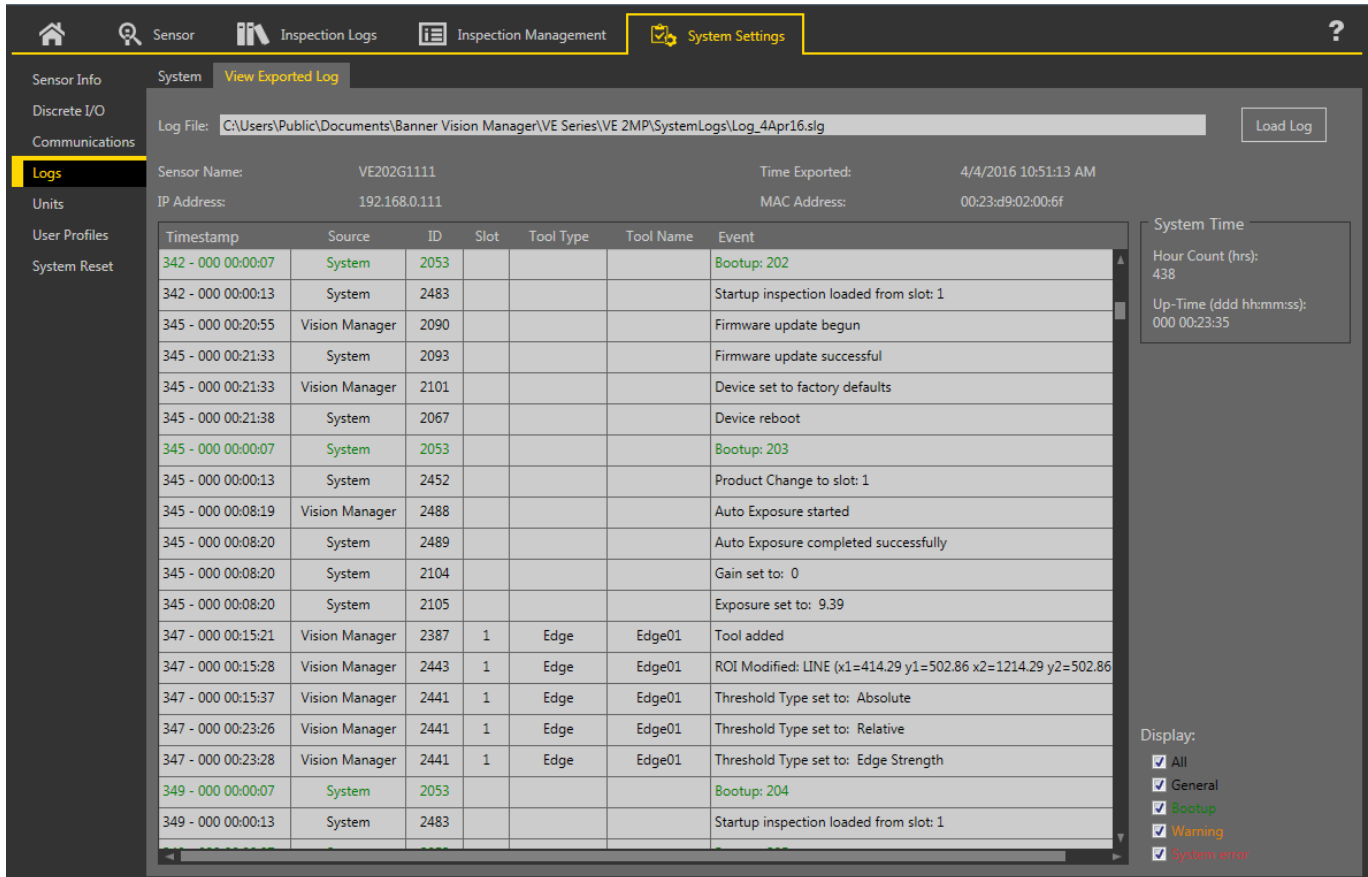 Sensor Inspection Logs Inspection Management System Settings ?
Sensor Info
Discrete I/O
Communications
Logs
Units
User Profiles
System Reset
System View Exported Log
Log File: C:\Users\Public\Documents\Banner Vision Manager\VE Series\VE 2MP\SystemLogs\Log_4Apr16.slg Load Log
Sensor Name: VE202G1111 Time Exported: 4/4/2016 10:51:13 AM
IP Address: 192.168.0.111 MAC Address: 00:23:d9:02:00:6f
Timestamp Source ID Slot Tool Type Tool Name Event
342 - 000 00:00:07 System 2053 Bootup: 202
342 - 000 00:00:13 System 2483 Startup inspection loaded from slot: 1
345 - 000 00:20:55 Vision Manager 2090 Firmware update begun
345 - 000 00:21:33 System 2093 Firmware update successful
345 - 000 00:21:33 Vision Manager 2101 Device set to factory defaults
345 - 000 00:21:38 System 2067 Device reboot
345 - 000 00:00:07 System 2053 Bootup: 203
345 - 000 00:00:13 System 2452 Product Change to slot: 1
345 - 000 00:08:19 Vision Manager 2488 Auto Exposure started
345 - 000 00:08:20 System 2489 Auto Exposure completed successfully
345 - 000 00:08:20 System 2104 Gain set to: 0
345 - 000 00:08:20 System 2105 Exposure set to: 9.39
347 - 000 00:15:21 Vision Manager 2387 1 Edge Edge01 Tool added
347 - 000 00:15:28 Vision Manager 2443 1 Edge Edge01 ROI Modified: LINE (x1=414.29 y1=502.86 x2=1214.29 y2=502.86
347 - 000 00:15:37 Vision Manager 2441 1 Edge Edge01 Threshold Type set to: Absolute
347 - 000 00:23:26 Vision Manager 2441 1 Edge Edge01 Threshold Type set to: Relative
347 - 000 00:23:28 Vision Manager 2441 1 Edge Edge01 Threshold Type set to: Edge Strength
349 - 000 00:00:07 System 2053 Bootup: 204
349 - 000 00:00:13 System 2483 Startup inspection loaded from slot: 1
System Time
Hour Count (hrs):
438
Up-Time (ddd hh:mm:ss):
000 00:23:35
Display:
All
General
Bootup
Warning
System error